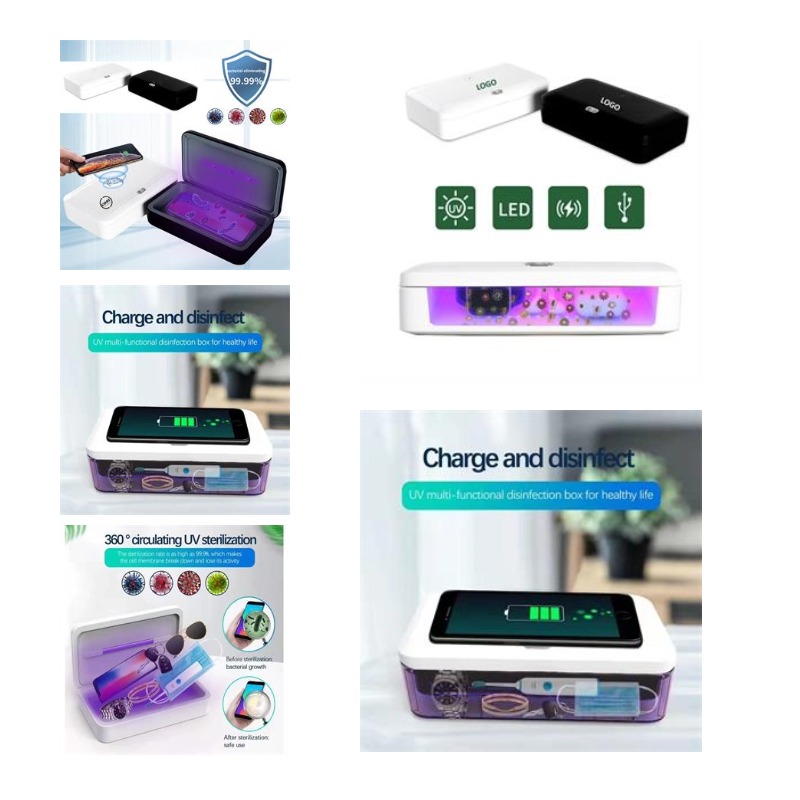 bacterial eliminating
99.99%
LOGO
LOGO
UV
LED
Charge and disinfect
UV multi-functional disinfection box for healthy life
360° circulating UV sterilization
The sterilization rate is as high as 99.9%, which makes
the cell membrane break down and lose its activity
Before sterilization:
bacterial growth
After sterilization:
safe use
Charge and disinfect
UV multi-functional disinfection box for healthy life